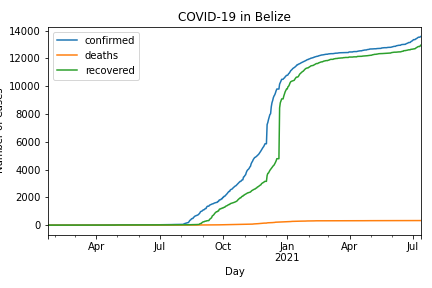 COVID-19 in Belize
14000
12000
10000
8000
6000
4000
2000
0
confirmed
deaths
recovered
Apr
Jul
Oct
Jan
2021
Apr
Jul
Day